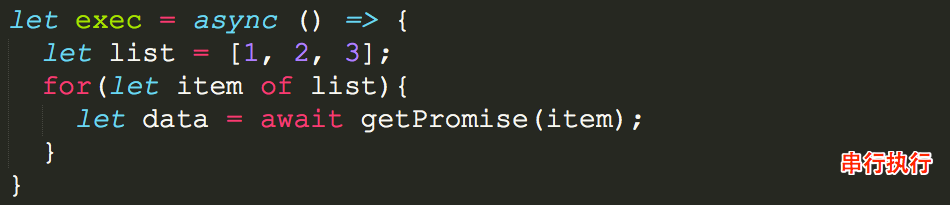 let exec = async () => {
  let list = [1, 2, 3];
  for(let item of list){
    let data = await getPromise(item);
  }
}
串行执行